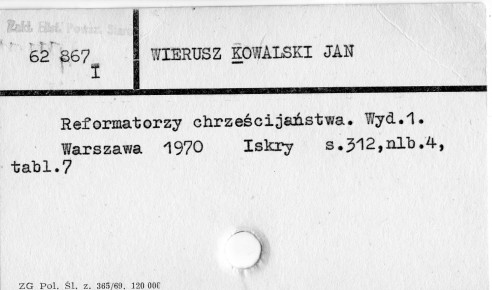 62 867
I
WIERUSZ KOWALSKI JAN
Reformatorzy chrześcijaństwa. Wyd.1.
Warszawa 1970 Iskry s.312,nlb.4,
tabl.7
ZG Pol. Śl. z. 365/69. 120 000